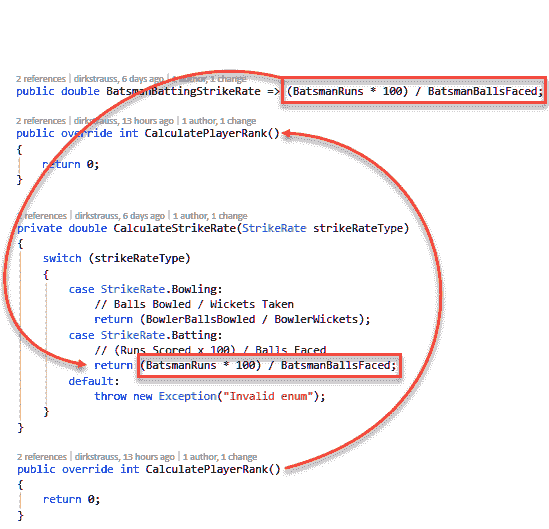 2 references | dirkstrauss, 6 days ago | 1 author, 1 change
public double BatsmanBattingStrikeRate => (BatsmanRuns * 100) / BatsmanBallsFaced;
2 references | dirkstrauss, 13 hours ago | 1 author, 1 change
public override int CalculatePlayerRank()
{
return 0;
}
2 references | dirkstrauss, 6 days ago | 1 author, 1 change
private double CalculateStrikeRate(StrikeRate strikeRateType)
{
switch (strikeRateType)
{
case StrikeRate.Bowling:
// Balls Bowled / Wickets Taken
return (BowlerBallsBowled / BowlerWickets);
case StrikeRate.Batting:
// (Runs Scored x 100) / Balls Faced
return (BatsmanRuns * 100) / BatsmanBallsFaced;
default:
throw new Exception("Invalid enum");
}
}
2 references | dirkstrauss, 13 hours ago | 1 author, 1 change
public override int CalculatePlayerRank()
{
return 0;
}